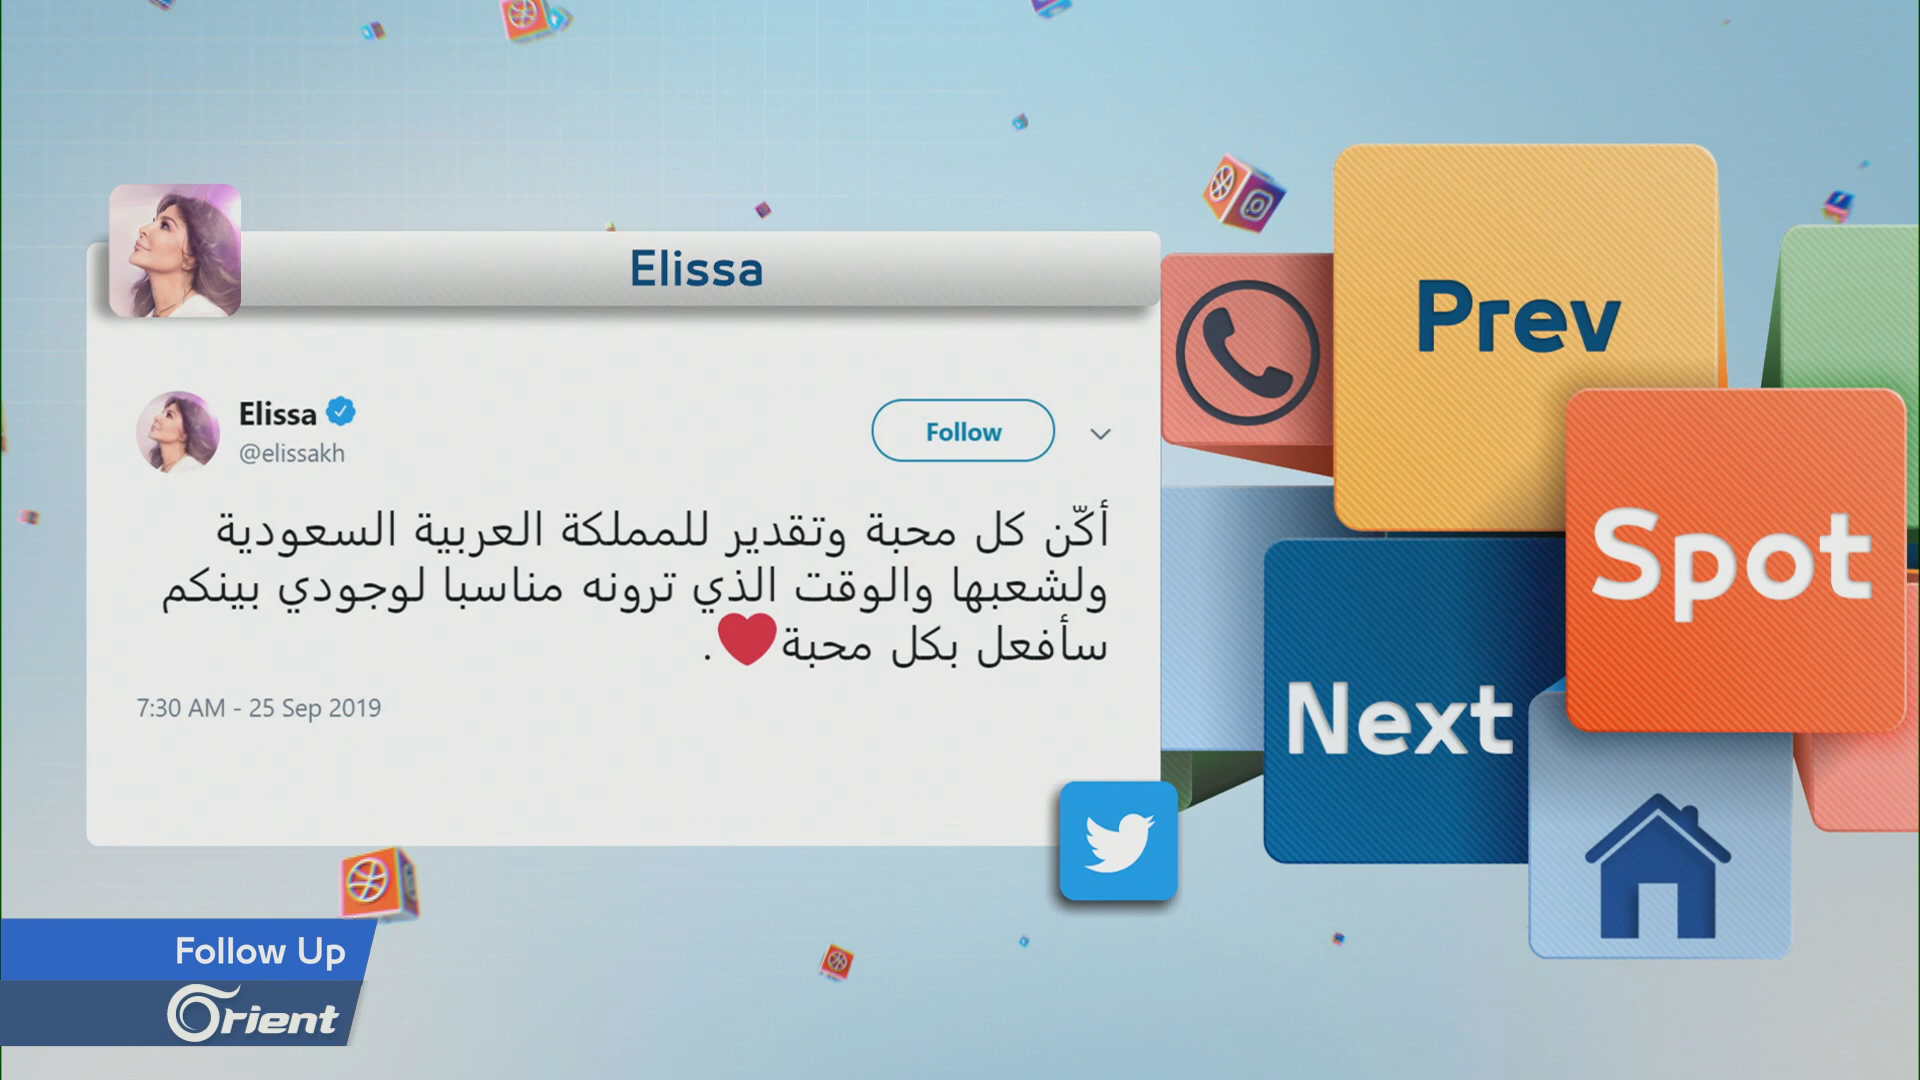 Elissa
Elissa
@elissakh
Follow
أكّن كل محبة وتقدير للمملكة العربية السعودية
ولشعبها والوقت الذي ترونه مناسبا لوجودي بينكم
سأفعل بكل محبة❤️.
7:30 AM - 25 Sep 2019
Prev
Spot
Next
Follow Up
Orient